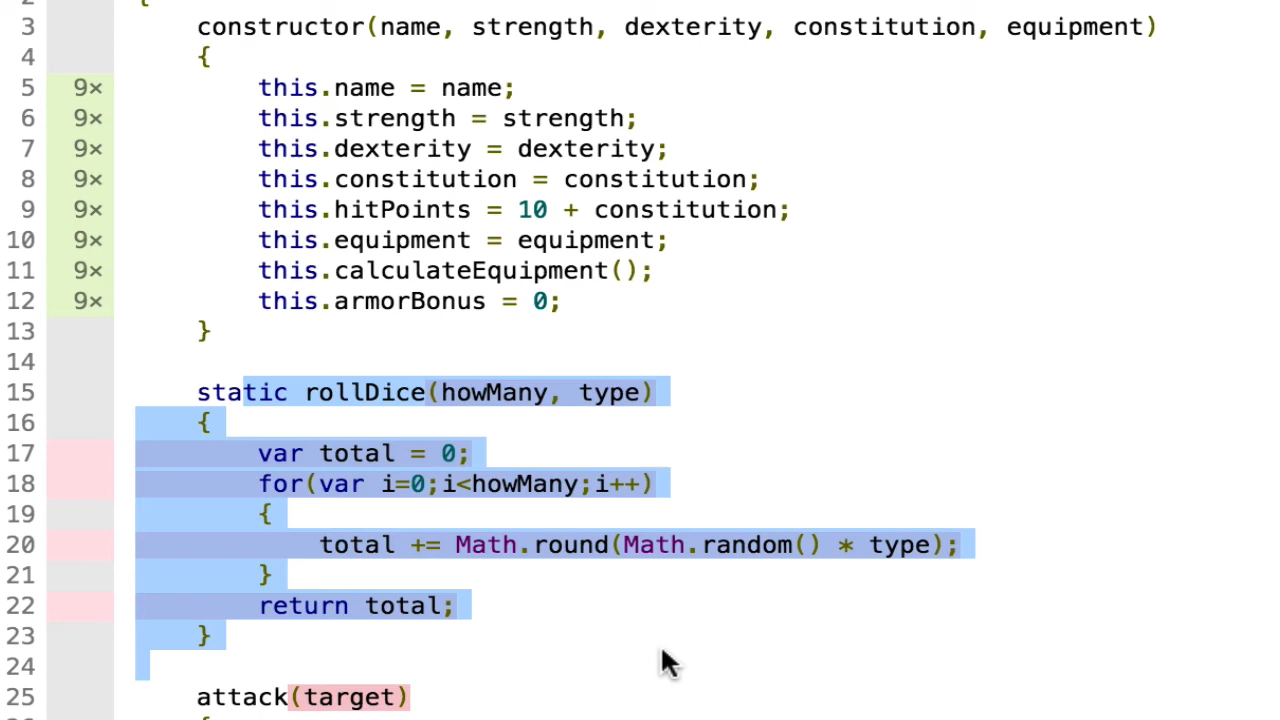 2 {
3 constructor(name, strength, dexterity, constitution, equipment)
4 {
5 9× this.name = name;
6 9× this.strength = strength;
7 9× this.dexterity = dexterity;
8 9× this.constitution = constitution;
9 9× this.hitPoints = 10 + constitution;
10 9× this.equipment = equipment;
11 9× this.calculateEquipment();
12 9× this.armorBonus = 0;
13 }
14
15 static rollDice(howMany, type)
16 {
17 var total = 0;
18 for(var i=0;i<howMany;i++)
19 {
20 total += Math.round(Math.random() * type);
21 }
22 return total;
23 }
24
25 attack(target)
26 {